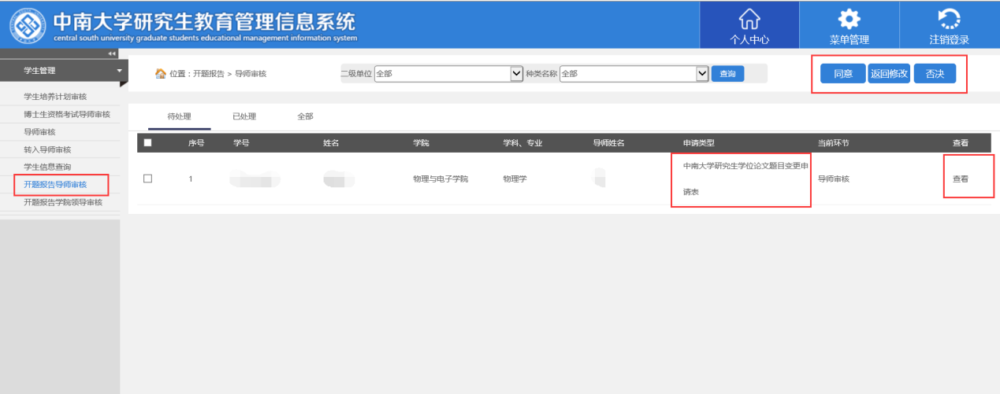 中南大学研究生教育管理信息系统
central south university graduate students educational management information system
个人中心
菜单管理
注销登录
学生管理
学生培养计划审核
博士生资格考试导师审核
导师审核
转入导师审核
学生信息查询
开题报告导师审核
开题报告学院领导审核
位置：开题报告 > 导师审核
二级单位 全部 种类名称 全部 查询
同意 返回修改 否决
待处理 已处理 全部
序号 学号 姓名 学院 学科、专业 导师姓名 申请类型 当前环节 查看
1 物理与电子学院 物理学 中南大学研究生学位论文题目变更申 导师审核 查看
请表